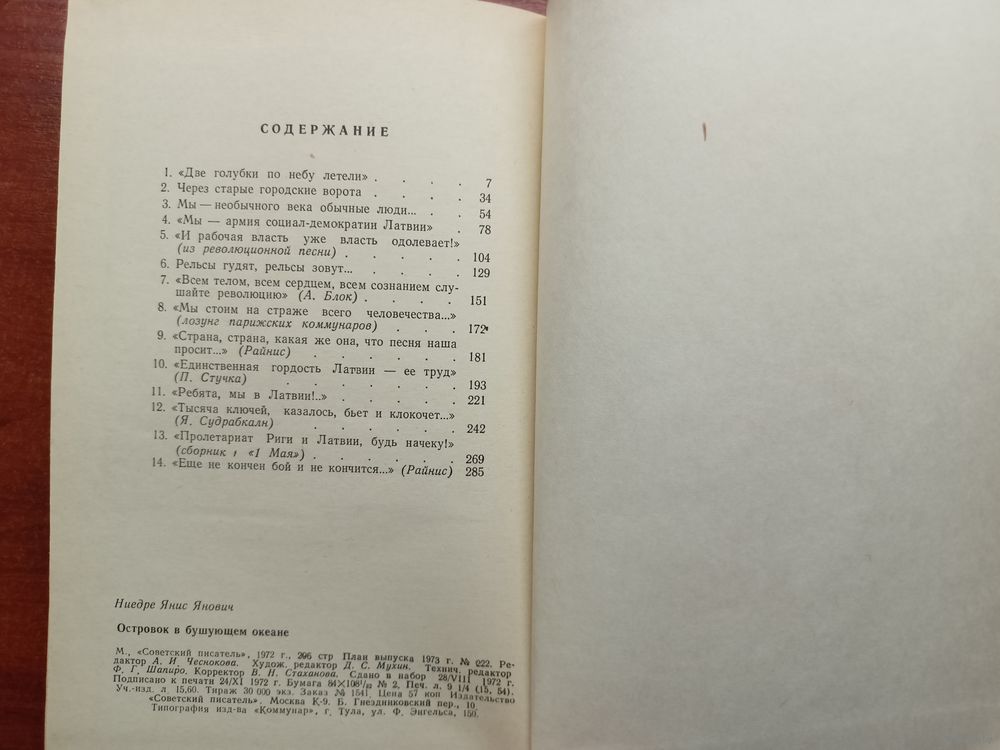 СОДЕРЖАНИЕ
1. «Две голубки по небу летели» . . . . 7
2. Через старые городские ворота . . . . 34
3. Мы — необычного века обычные люди... . . 54
4. «Мы — армия социал-демократии Латвии» . . 78
5. «И рабочая власть уже власть одолевает!»
(из революционной песни) . . . . . 104
6. Рельсы гудят, рельсы зовут... . . . . 129
7. «Всем телом, всем сердцем, всем сознанием слу-
шайте революцию» (А. Блок) . . . . 151
8. «Мы стоим на страже всего человечества...»
(лозунг парижских коммунаров) . . . 172
9. «Страна, страна, какая же она, что песня наша
просит...» (Райнис) . . . . . . 181
10. «Единственная гордость Латвии — ее труд»
(П. Стучка) . . . . . . . 193
11. «Ребята, мы в Латвии!..» . . . . . 221
12. «Тысяча ключей, казалось, бьет и клокочет...»
(Я. Судрабкалн) . . . . . . 242
13. «Пролетариат Риги и Латвии, будь начеку!»
(сборник «1 Мая») . . . . . . 269
14. «Еще не кончен бой и не кончится...» (Райнис) 285
Ниедре Янис Янович
Островок в бушующем океане
М., «Советский писатель», 1972 г., 296 стр План выпуска 1973 г. № 222. Ре-
дактор А. И. Чеснокова. Худож. редактор Д. С. Мухин. Технич. редактор
Ф. Г. Шапиро. Корректор В. Н. Стаханова. Сдано в набор 28/VIII 1972 г.
Подписано к печати 24/XI 1972 г. Бумага 84×108¹/₃₂ № 2, Печ. л. 9 1/4 (15, 54).
Уч.-изд. л 15,60. Тираж 30 000 экз. Заказ № 1541. Цена 57 коп Издательство
«Советский писатель». Москва К-9. Б. Гнездниковский пер., 10.
Типография изд-ва «Коммунар», г. Тула, ул. Ф. Энгельса, 150.